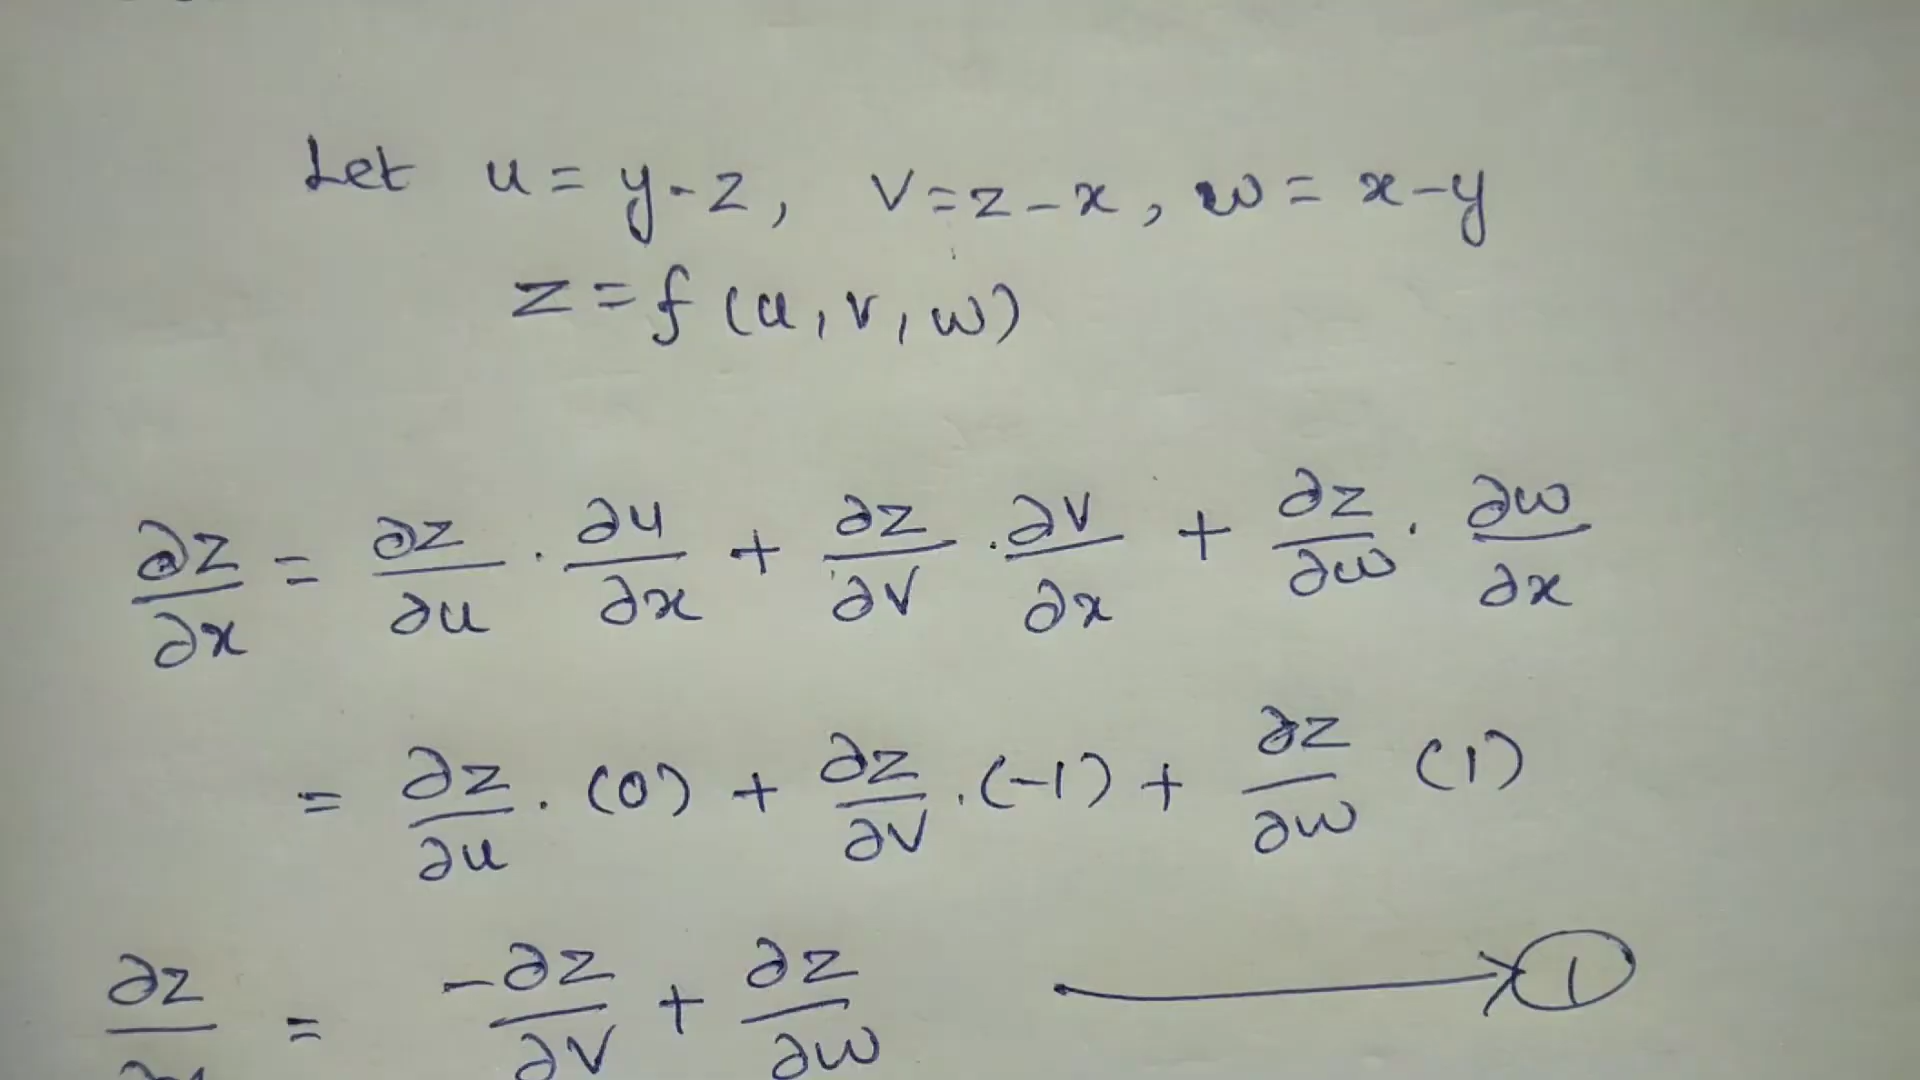 Let u = y - z, v = z - x, w = x - y
z = f (u, v, w)
∂z/∂x = ∂z/∂u . ∂u/∂x + ∂z/∂v . ∂v/∂x + ∂z/∂w . ∂w/∂x
= ∂z/∂u . (0) + ∂z/∂v . (-1) + ∂z/∂w (1)
∂z/∂x = -∂z/∂v + ∂z/∂w → 1